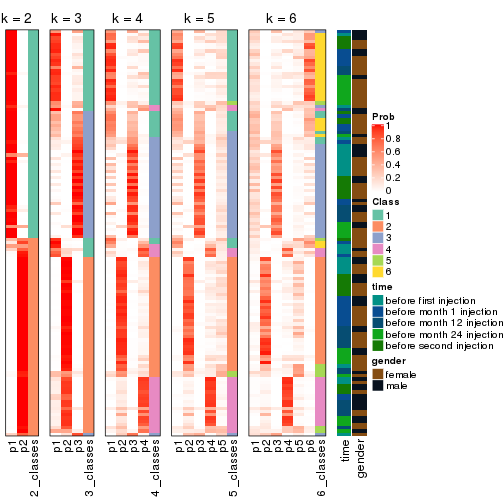 k = 2 k = 3 k = 4 k = 5 k = 6
Prob
1
0.8
0.6
0.4
0.2
0
Class
1
2
3
4
5
6
time
before first injection
before month 1 injection
before month 12 injection
before month 24 injection
before second injection
gender
female
male
p1 p2 2_classes p1 p2 p3 3_classes p1 p2 p3 p4 4_classes p1 p2 p3 p4 p5 5_classes p1 p2 p3 p4 p5 p6 6_classes time gender